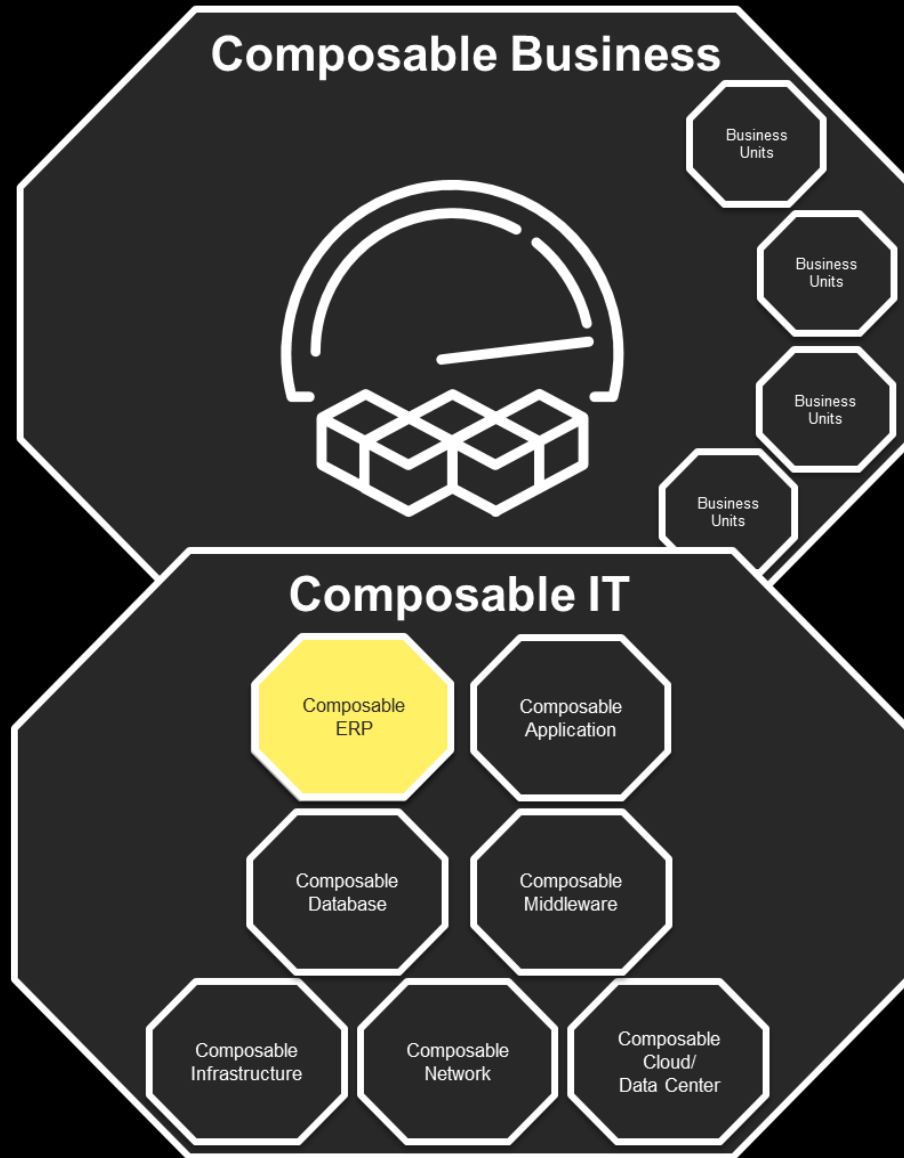 Composable Business
Business
Units
Business
Units
Business
Units
Business
Units
Composable IT
Composable
ERP
Composable
Application
Composable
Database
Composable
Middleware
Composable
Infrastructure
Composable
Network
Composable
Cloud/
Data Center